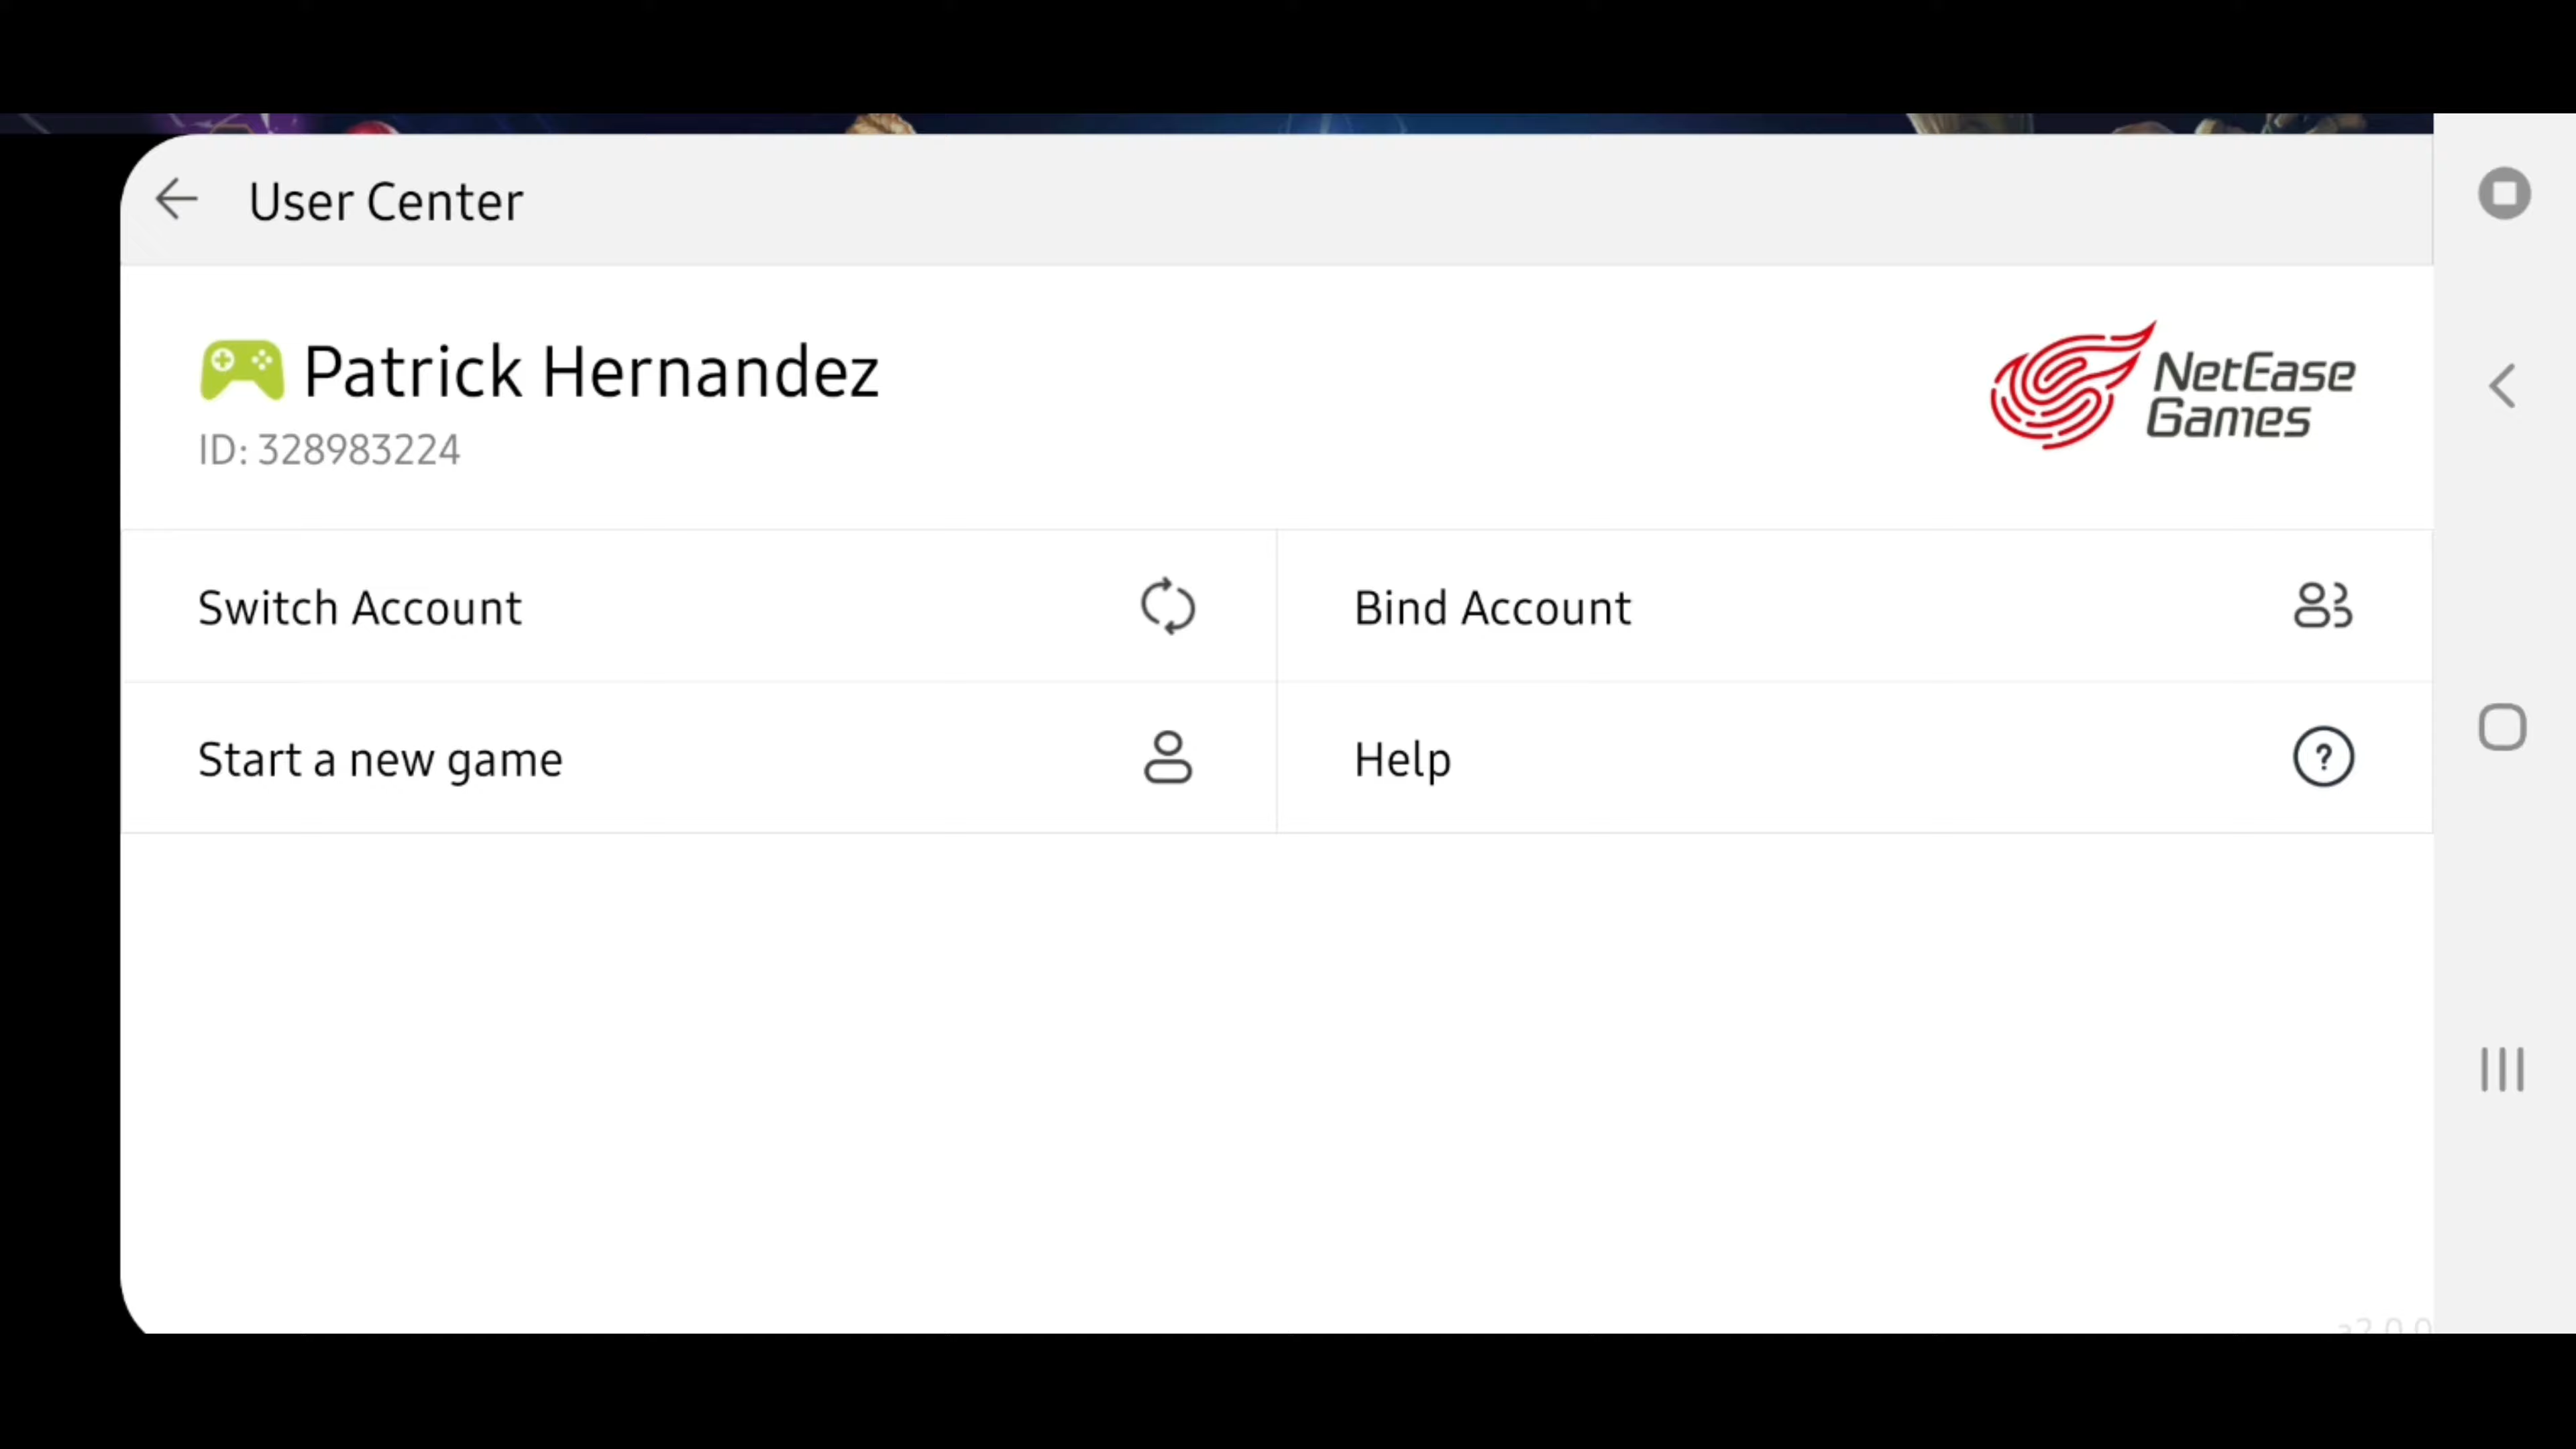 User Center
Patrick Hernandez
ID: 328983224
NetEase
Games
Switch Account
Bind Account
Start a new game
Help